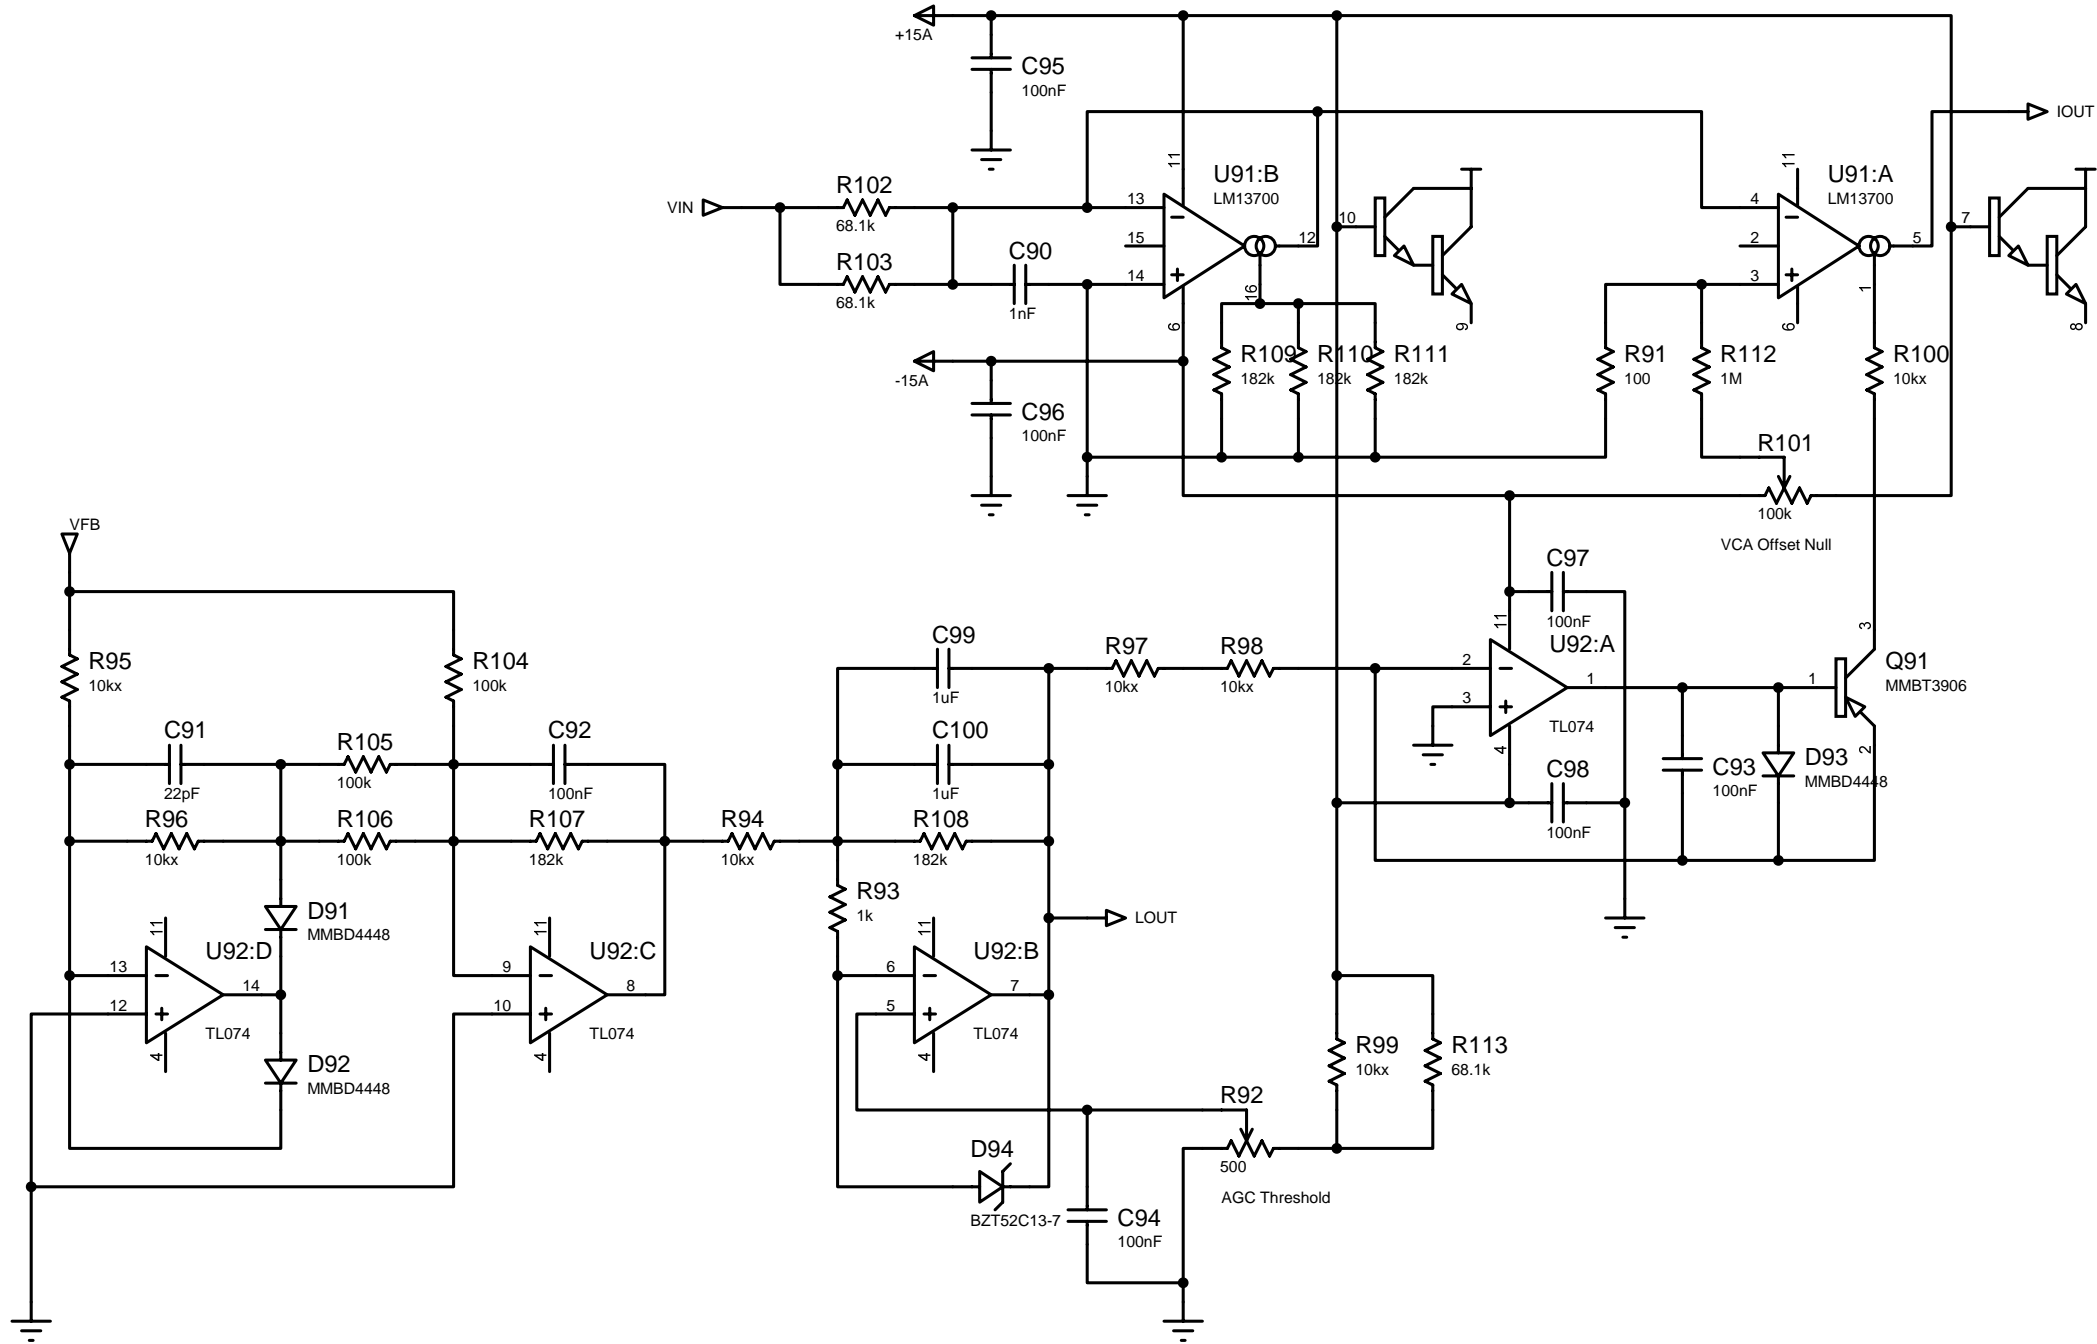 +15A
C95
100nF
IOUT
11
U91:B
LM13700
11
U91:A
LM13700
VIN
R102
68.1k
13
15
14
12
16
6
10
9
4
2
3
5
1
6
7
8
R103
68.1k
C90
1nF
-15A
C96
100nF
R109
182k
R110
182k
R111
182k
R91
100
R112
1M
R100
10kx
R101
100k
VCA Offset Null
VFB
C97
100nF
11
U92:A
TL074
2
3
1
4
R95
10kx
R104
100k
C99
1uF
R97
10kx
R98
10kx
3
Q91
MMBT3906
1
2
C91
22pF
R105
100k
C92
100nF
C100
1uF
C98
100nF
C93
100nF
D93
MMBD4448
R96
10kx
R106
100k
R107
182k
R94
10kx
R108
182k
R93
1k
D91
MMBD4448
LOUT
11
U92:D
TL074
13
12
14
4
11
U92:C
TL074
9
10
8
4
11
U92:B
TL074
6
5
7
4
D92
MMBD4448
R99
10kx
R113
68.1k
R92
500
AGC Threshold
D94
BZT52C13-7
C94
100nF